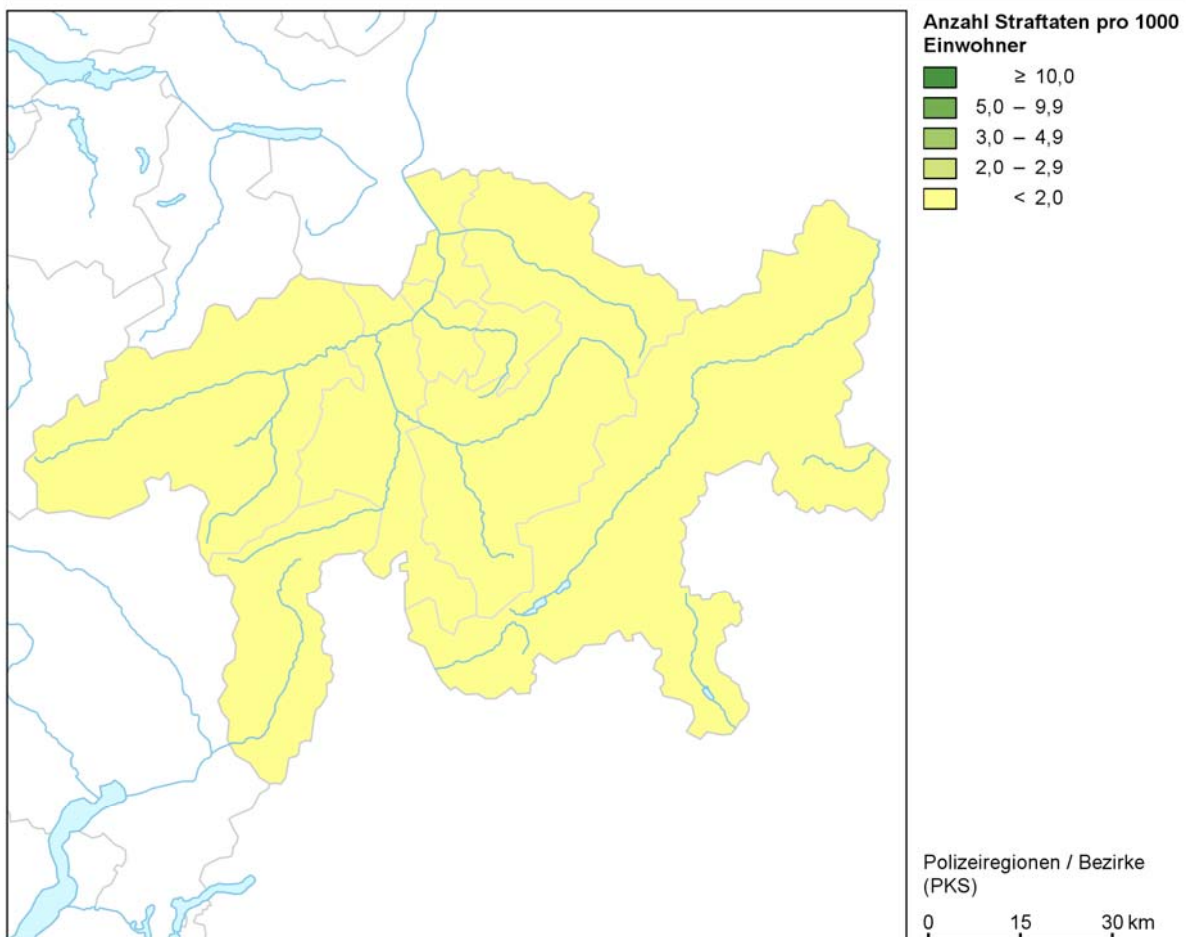 Anzahl Straftaten pro 1000
Einwohner
≥ 10,0
5,0 – 9,9
3,0 – 4,9
2,0 – 2,9
< 2,0
Polizeiregionen / Bezirke
(PKS)
0 15 30 km